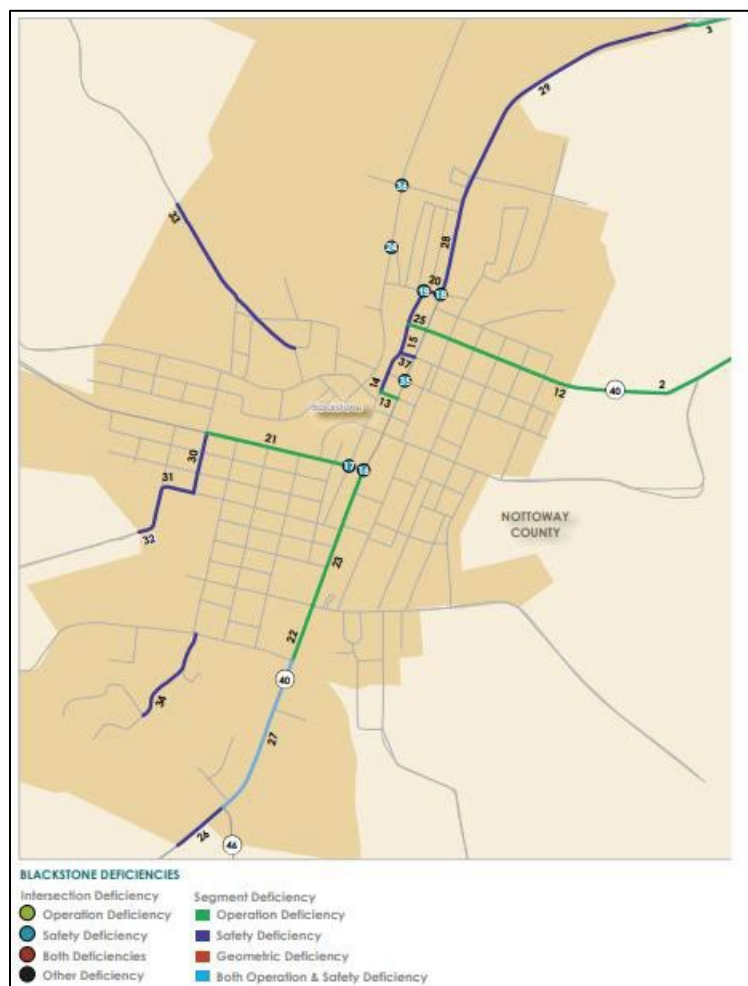 3
29
36
33
24
28
20
19
18
25
15
37
14
35
13
12
40
2
21
17
16
30
31
32
NOTTOWAY
COUNTY
23
22
40
34
27
26
46
BLACKSTONE DEFICIENCIES
Intersection Deficiency
Operation Deficiency
Safety Deficiency
Both Deficiencies
Other Deficiency
Segment Deficiency
Operation Deficiency
Safety Deficiency
Geometric Deficiency
Both Operation & Safety Deficiency